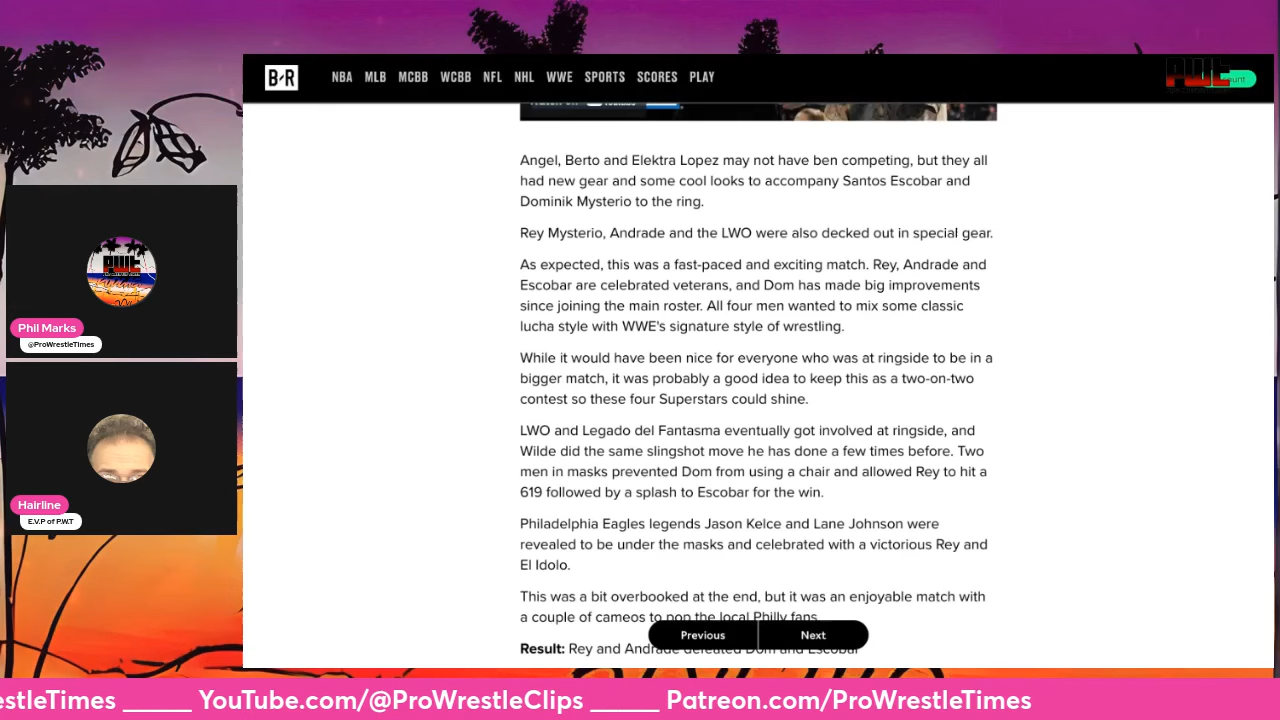 B/R NBA MLB MCBB WCBB NFL NHL WWE SPORTS SCORES PLAY
PWT
Angel, Berto and Elektra Lopez may not have ben competing, but they all
had new gear and some cool looks to accompany Santos Escobar and
Dominik Mysterio to the ring.
Rey Mysterio, Andrade and the LWO were also decked out in special gear.
As expected, this was a fast-paced and exciting match. Rey, Andrade and
Escobar are celebrated veterans, and Dom has made big improvements
since joining the main roster. All four men wanted to mix some classic
lucha style with WWE's signature style of wrestling.
While it would have been nice for everyone who was at ringside to be in a
bigger match, it was probably a good idea to keep this as a two-on-two
contest so these four Superstars could shine.
LWO and Legado del Fantasma eventually got involved at ringside, and
Wilde did the same slingshot move he has done a few times before. Two
men in masks prevented Dom from using a chair and allowed Rey to hit a
619 followed by a splash to Escobar for the win.
Philadelphia Eagles legends Jason Kelce and Lane Johnson were
revealed to be under the masks and celebrated with a victorious Rey and
El Idolo.
This was a bit overbooked at the end, but it was an enjoyable match with
a couple of cameos to pop the local Philly fans.
Previous Next
Result: Rey and Andrade defeated Dom and Escobar
PWT
Phil Marks
@ProWrestleTimes
Hairline
E.V.P of P.W.T
estleTimes _____ YouTube.com/@ProWrestleClips _____ Patreon.com/ProWrestleTimes